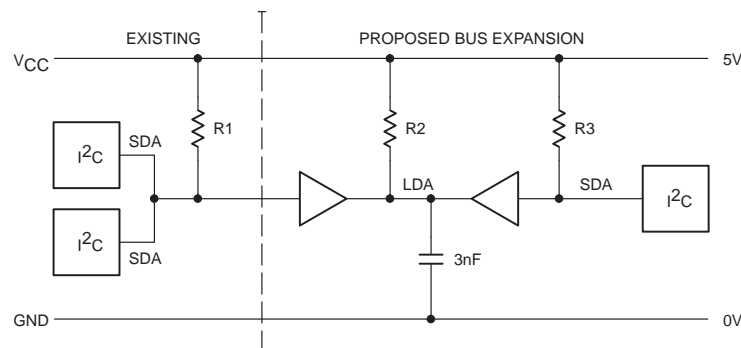 EXISTING
PROPOSED BUS EXPANSION
VCC
5V
R1
R2
R3
SDA
I2C
LDA
SDA
I2C
I2C
SDA
3nF
GND
0V